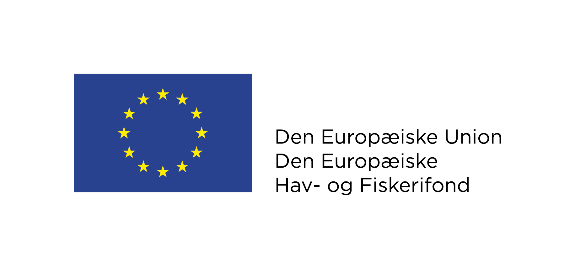 Den Europæiske Union
Den Europæiske
Hav- og Fiskerifond